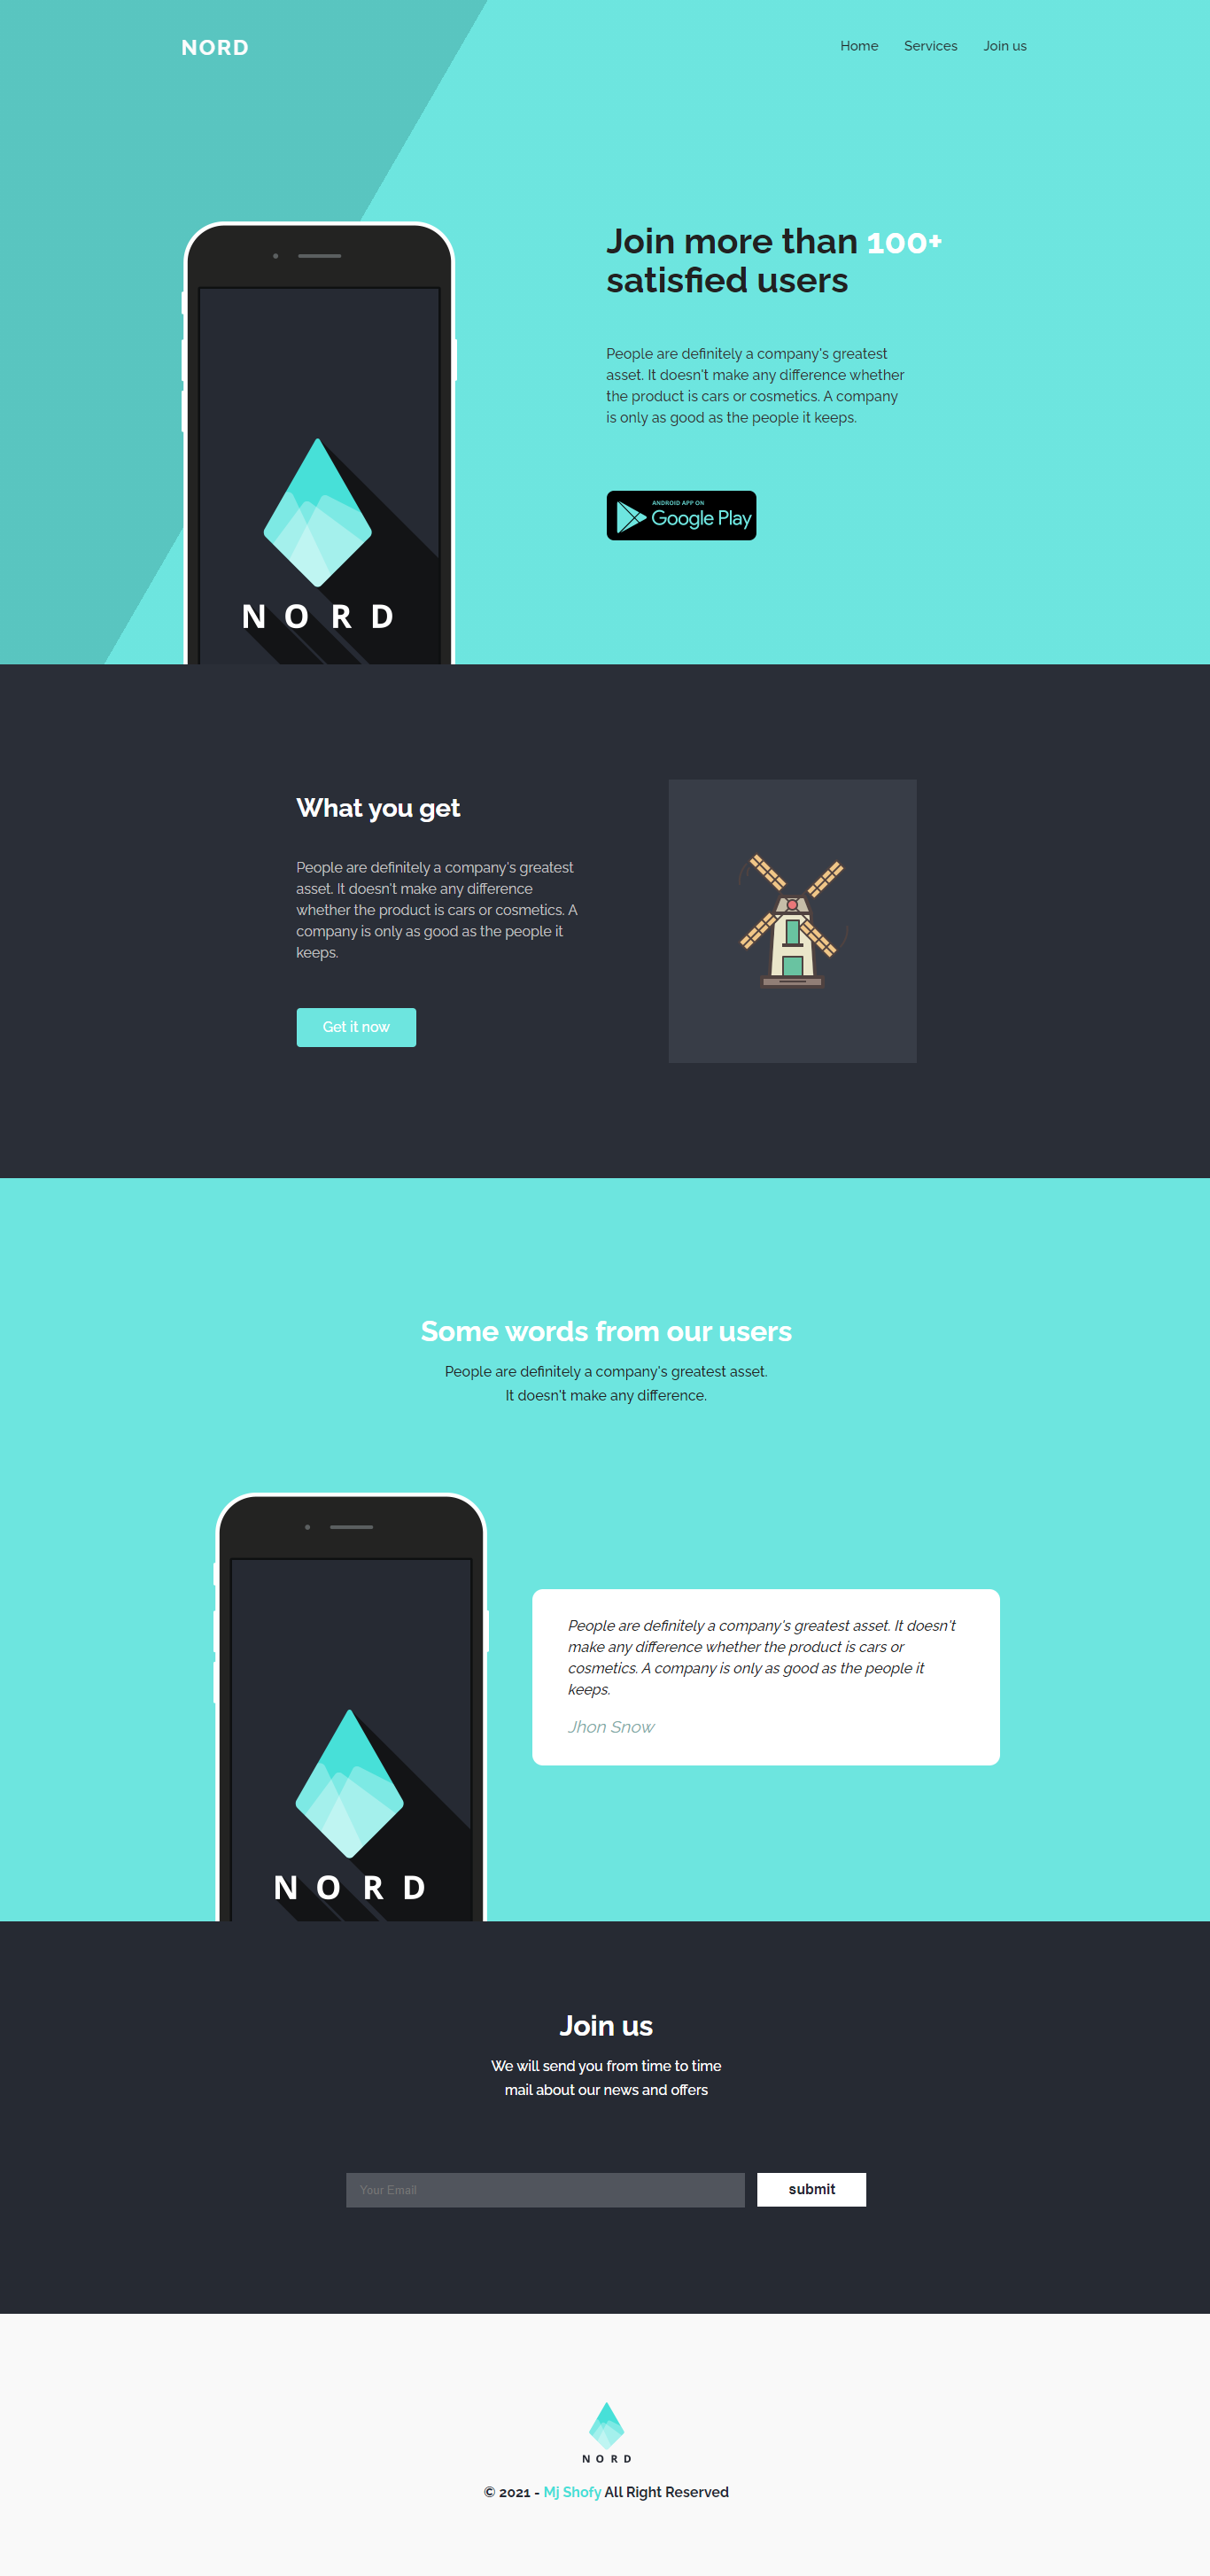 NORD
Home Services Join us
Join more than 100+
satisfied users
People are definitely a company's greatest
asset. It doesn't make any difference whether
the product is cars or cosmetics. A company
is only as good as the people it keeps.
ANDROID APP ON
Google Play
NORD
What you get
People are definitely a company's greatest
asset. It doesn't make any difference
whether the product is cars or cosmetics. A
company is only as good as the people it
keeps.
Get it now
Some words from our users
People are definitely a company's greatest asset.
It doesn't make any difference.
People are definitely a company's greatest asset. It doesn't
make any difference whether the product is cars or
cosmetics. A company is only as good as the people it
keeps.
Jhon Snow
NORD
Join us
We will send you from time to time
mail about our news and offers
Your Email
submit
NORD
© 2021 - Mj Shofy All Right Reserved